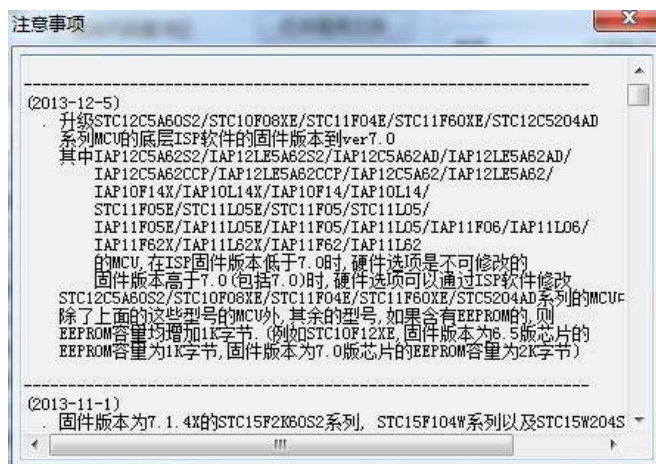 注意事项
------------------------------------------------------------------
(2013-12-5)
. 升级STC12C5A60S2/STC10F08XE/STC11F04E/STC11F60XE/STC12C5204AD
系列MCU的底层ISP软件的固件版本到ver7.0
其中IAP12C5A62S2/IAP12LE5A62S2/IAP12C5A62AD/IAP12LE5A62AD/
IAP12C5A62CCP/IAP12LE5A62CCP/IAP12C5A62/IAP12LE5A62/
IAP10F14X/IAP10L14X/IAP10F14/IAP10L14/
STC11F05E/STC11L05E/STC11F05/STC11L05/
IAP11F05E/IAP11L05E/IAP11F05/IAP11L05/IAP11F06/IAP11L06/
IAP11F62X/IAP11L62X/IAP11F62/IAP11L62
的MCU,在ISP固件版本低于7.0时,硬件选项是不可修改的
固件版本高于7.0(包括7.0)时,硬件选项可以通过ISP软件修改
STC12C5A60S2/STC10F08XE/STC11F04E/STC11F60XE/STC5204AD系列的MCU
除了上面的这些型号的MCU外,其余的型号,如果含有EEPROM的,则
EEPROM容量均增加1K字节.(例如STC10F12XE,固件版本为6.5版芯片的
EEPROM容量为1K字节,固件版本为7.0版芯片的EEPROM容量为2K字节)
------------------------------------------------------------------
(2013-11-1)
. 固件版本为7.1.4X的STC15F2K60S2系列, STC15F104W系列以及STC15W204S